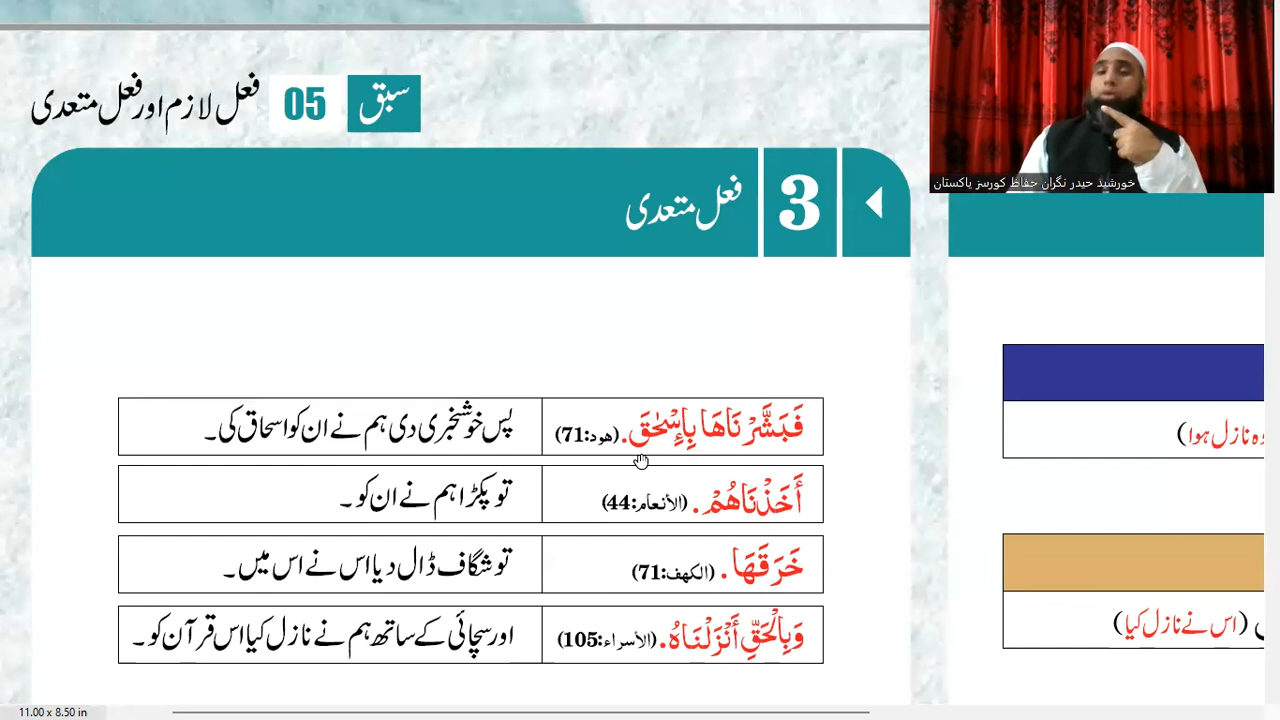 سبق 05 فعل لازم اور فعل متعدی
خورشید حیدر نگران حفاظ کورسز پاکستان
3 فعل متعدی
فَبَشَّرْنَاهَا بِإِسْحٰقَ. (هود:71) پس خوشخبری دی ہم نے ان کو اسحاق کی۔
أَخَذْنَاهُمْ. (الأنعام:44) تو پکڑا ہم نے ان کو۔
خَرَقَهَا. (الكهف:71) تو شگاف ڈال دیا اس نے اس میں۔
وَبِالْحَقِّ أَنْزَلْنَاهُ. (الأسراء:105) اور سچائی کے ساتھ ہم نے نازل کیا اس قرآن کو۔
نازل ہوا)
(اس نے نازل کیا)
11.00 x 8.50 in